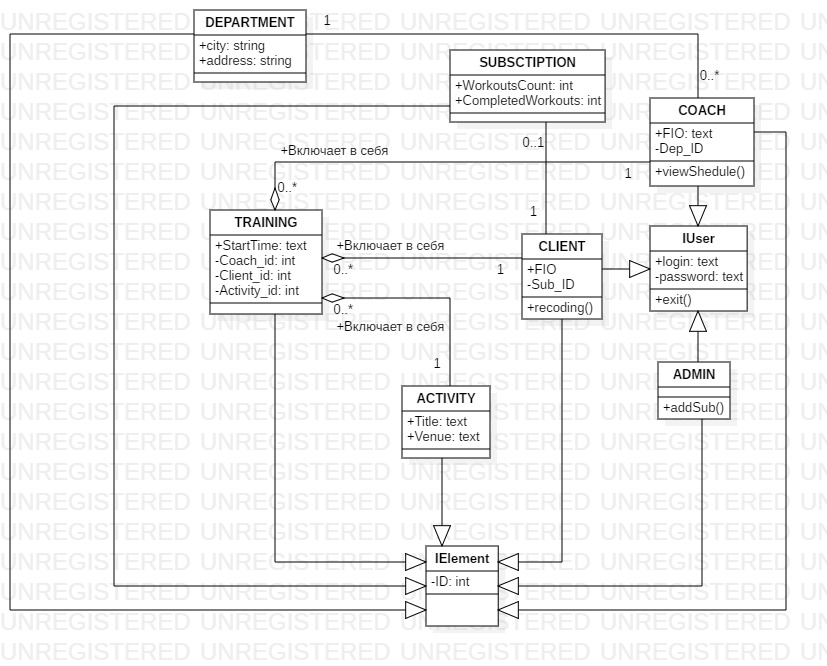 DEPARTMENT
+city: string
+address: string
1
SUBSCTIPTION
+WorkoutsCount: int
+CompletedWorkouts: int
0..*
COACH
+FIO: text
-Dep_ID
+viewShedule()
0..1
+Включает в себя
1
0..*
TRAINING
+StartTime: text
-Coach_id: int
-Client_id: int
-Activity_id: int
1
+Включает в себя
0..*
1
CLIENT
+FIO
-Sub_ID
+recoding()
IUser
+login: text
-password: text
+exit()
0..*
+Включает в себя
1
ACTIVITY
+Title: text
+Venue: text
ADMIN
+addSub()
IElement
-ID: int
UNREGISTERED